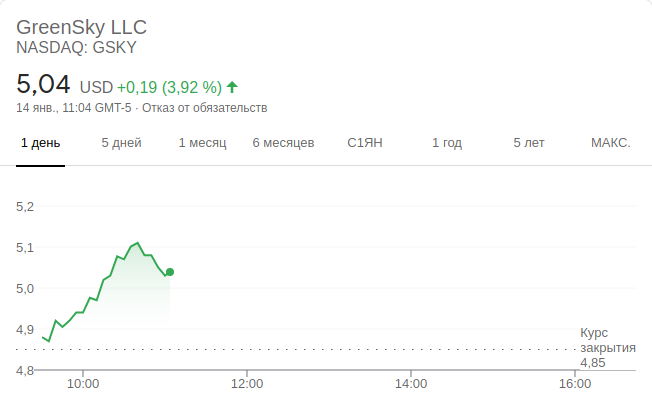 GreenSky LLC
NASDAQ: GSKY
5,04 USD +0,19 (3,92 %)
14 янв., 11:04 GMT-5 · Отказ от обязательств
1 день 5 дней 1 месяц 6 месяцев С1ЯН 1 год 5 лет МАКС.
5,2
5,1
5,0
4,9
4,8
Курс
закрытия
4,85
10:00 12:00 14:00 16:00